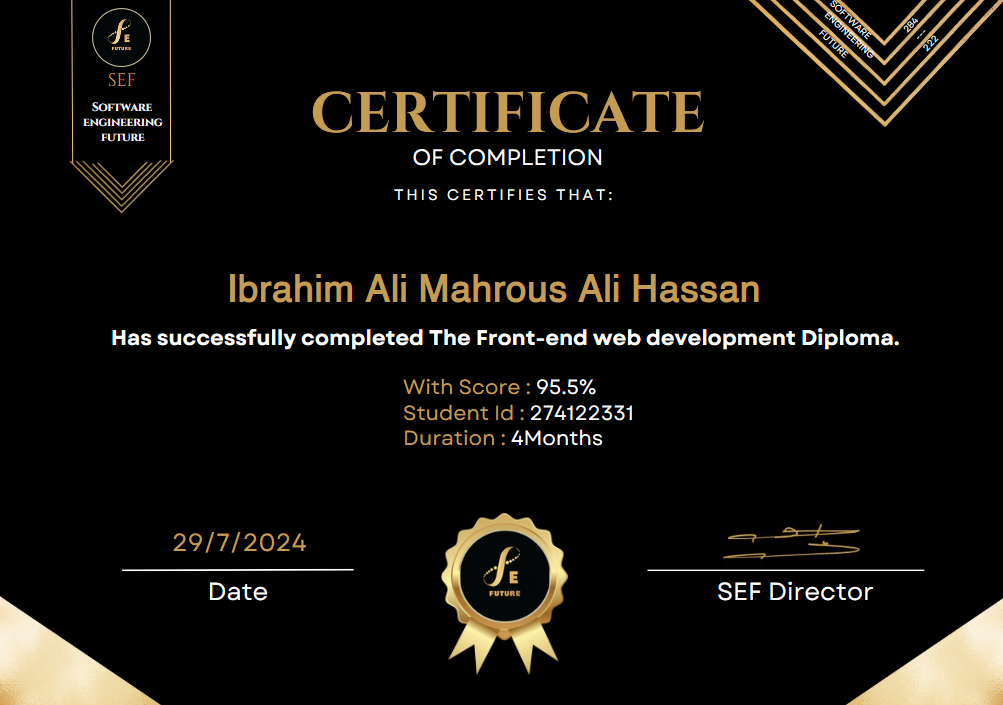 FE
FUTURE
SEF
SOFTWARE
ENGINEERING
FUTURE
SOFTWARE
ENGINEERING
FUTURE
284
---
222
CERTIFICATE
OF COMPLETION
THIS CERTIFIES THAT:
Ibrahim Ali Mahrous Ali Hassan
Has successfully completed The Front-end web development Diploma.
With Score : 95.5%
Student Id : 274122331
Duration : 4Months
29/7/2024
Date
FE
FUTURE
SEF Director